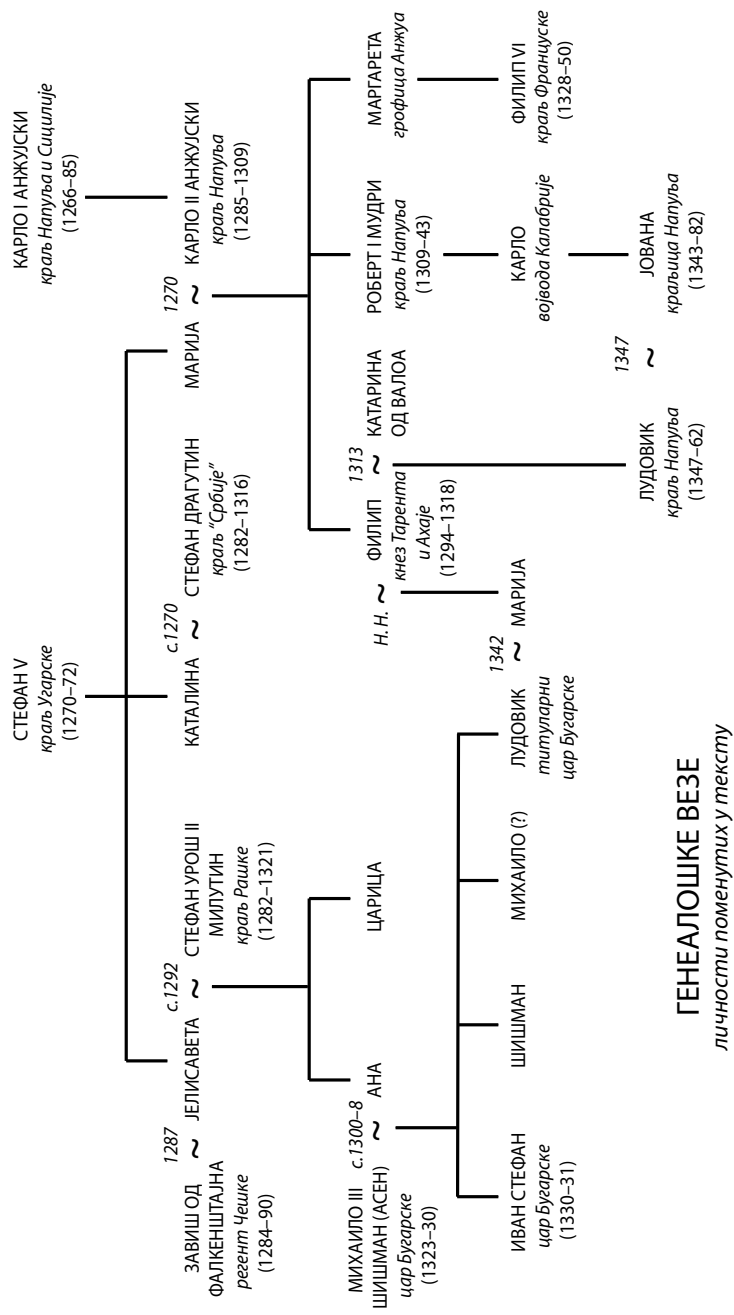 СТЕФАН V
краљ Угарске
(1270–72)
КАРЛО I АНЖУЈСКИ
краљ Напуља и Сицилије
(1266–85)
ЗАВИШ ОД
ФАЛКЕНШТАЈНА
регент Чешке
(1284–90)
1287
~
ЈЕЛИСАВЕТА
c.1292
~
СТЕФАН УРОШ II
МИЛУТИН
краљ Рашке
(1282–1321)
КАТАЛИНА
c.1270
~
СТЕФАН ДРАГУТИН
краљ "Србије"
(1282–1316)
МАРИЈА
1270
~
КАРЛО II АНЖУЈСКИ
краљ Напуља
(1285–1309)
МИХАИЛО III
ШИШМАН (АСЕН)
цар Бугарске
(1323–30)
c.1300–8
~
АНА
ЦАРИЦА
Н. Н.
~
ФИЛИП
кнез Тарента
и Ахаје
(1294–1318)
1313
~
КАТАРИНА
ОД ВАЛОА
РОБЕРТ I МУДРИ
краљ Напуља
(1309–43)
МАРГАРЕТА
грофица Анжуа
ИВАН СТЕФАН
цар Бугарске
(1330–31)
ШИШМАН
МИХАИЛО (?)
ЛУДОВИК
титуларни
цар Бугарске
1342
~
МАРИЈА
КАРЛО
војвода Калабрије
ФИЛИП VI
краљ Француске
(1328–50)
ЛУДОВИК
краљ Напуља
(1347–62)
1347
~
ЈОВАНА
краљица Напуља
(1343–82)
ГЕНЕАЛОШКЕ ВЕЗЕ
личности поменутих у тексту